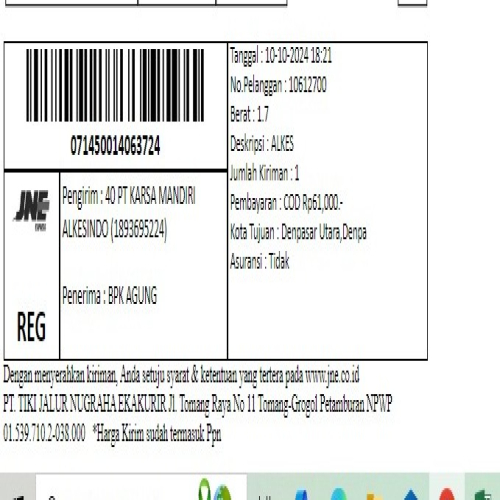 071450014063724
JNE
EXPRESS
Pengirim : 40 PT KARSA MANDIRI
ALKESINDO (1893695224)
Penerima : BPK AGUNG
REG
Tanggal : 10-10-2024 18:21
No.Pelanggan : 10612700
Berat : 1.7
Deskripsi : ALKES
Jumlah Kiriman : 1
Pembayaran : COD Rp61,000.-
Kota Tujuan : Denpasar Utara,Denpa
Asuransi : Tidak
Dengan menyerahkan kiriman, Anda setuju syarat & ketentuan yang tertera pada www.jne.co.id
PT. TIKI JALUR NUGRAHA EKAKURIR Jl. Tomang Raya No 11 Tomang-Grogol Petamburan NPWP
01.539.710.2-038.000 *Harga Kirim sudah termasuk Ppn